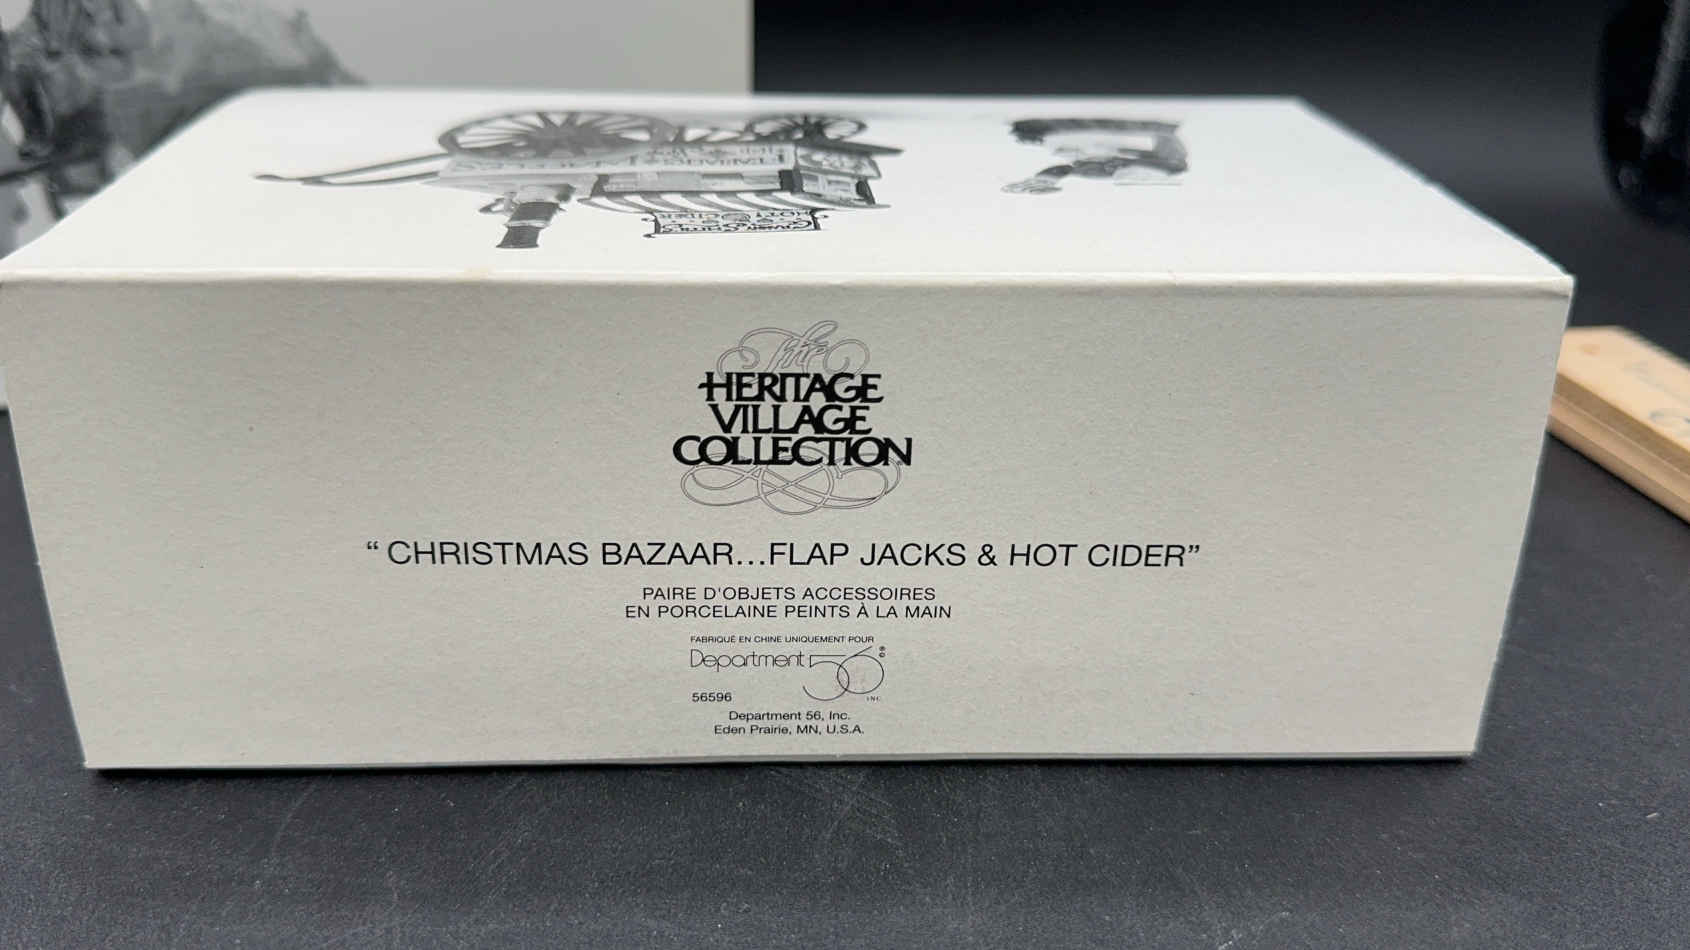 The
HERITAGE
VILLAGE
COLLECTION
“CHRISTMAS BAZAAR...FLAP JACKS & HOT CIDER”
PAIRE D'OBJETS ACCESSOIRES
EN PORCELAINE PEINTS À LA MAIN
FABRIQUÉ EN CHINE UNIQUEMENT POUR
Department 56
INC.
56596
Department 56, Inc.
Eden Prairie, MN, U.S.A.